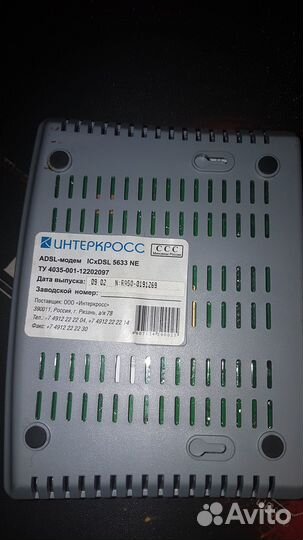 ИНТЕРКРОСС
ССС
ADSL-модем ICxDSL 5633 NE
ТУ 4035-001-12202097
Дата выпуска: 09 02 N:6950-0191269
Заводской номер:
Поставщик: ООО «Интеркросс»
390011, Россия, г. Рязань, а/я 78
Тел.: +7 4912 22 22 04, +7 4912 22 22 14
Факс: +7 4912 22 22 30
Avito